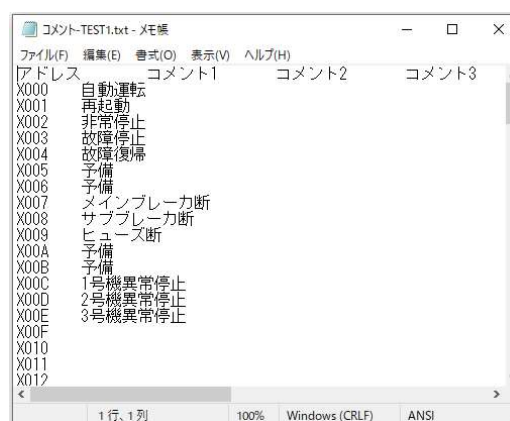 コメント-TEST1.txt - メモ帳
ファイル(F) 編集(E) 書式(O) 表示(V) ヘルプ(H)
アドレス コメント1 コメント2 コメント3
X000 自動運転
X001 再起動
X002 非常停止
X003 故障停止
X004 故障復帰
X005 予備
X006 予備
X007 メインブレーカ断
X008 サブブレーカ断
X009 ヒューズ断
X00A 予備
X00B 予備
X00C 1号機異常停止
X00D 2号機異常停止
X00E 3号機異常停止
X00F
X010
X011
X012
1行、1列 100% Windows (CRLF) ANSI